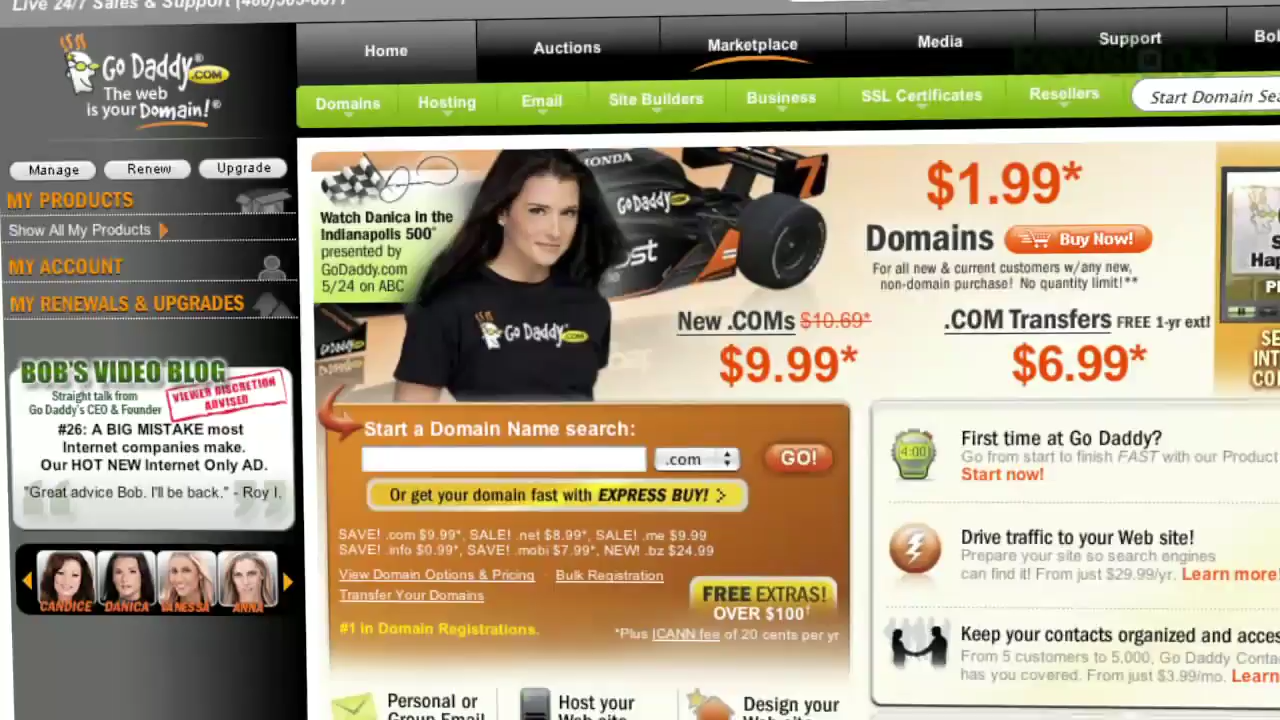 Live 24/7 Sales & Support
Go Daddy.COM
The web
is your Domain!®
Manage
Renew
Upgrade
MY PRODUCTS
Show All My Products
MY ACCOUNT
MY RENEWALS & UPGRADES
BOB'S VIDEO BLOG
Straight talk from
Go Daddy's CEO & Founder
VIEWER DISCRETION
ADVISED
#26: A BIG MISTAKE most
Internet companies make.
Our HOT NEW Internet Only AD.
"Great advice Bob. I'll be back." - Roy I.
CANDICE
DANICA
VANESSA
ANNA
Home
Auctions
Marketplace
Media
Support
Domains
Hosting
Email
Site Builders
Business
SSL Certificates
Resellers
Start Domain
Watch Danica in the
Indianapolis 500®
presented by
GoDaddy.com
5/24 on ABC
HONDA
GoDaddy.com
7
Go Daddy.COM
$1.99*
Domains
Buy Now!
For all new & current customers w/any new,
non-domain purchase! No quantity limit!**
New .COMs $10.69*
$9.99*
.COM Transfers FREE 1-yr ext!
$6.99*
Start a Domain Name search:
.com
GO!
Or get your domain fast with EXPRESS BUY! >
SAVE! .com $9.99*, SALE! .net $8.99*, SALE! .me $9.99
SAVE! .info $0.99*, SAVE! .mobi $7.99*, NEW! .bz $24.99
View Domain Options & Pricing · Bulk Registration
Transfer Your Domains
#1 in Domain Registrations.
FREE EXTRAS!
OVER $100†
*Plus ICANN fee of 20 cents per yr
4:00
First time at Go Daddy?
Go from start to finish FAST with our Product
Start now!
Drive traffic to your Web site!
Prepare your site so search engines
can find it! From just $29.99/yr. Learn more!
Keep your contacts organized and
From 5 customers to 5,000, Go Daddy
has you covered. From just $3.99/mo. Learn
Personal or
Group Email
Host your
Web site
Design your
Web site